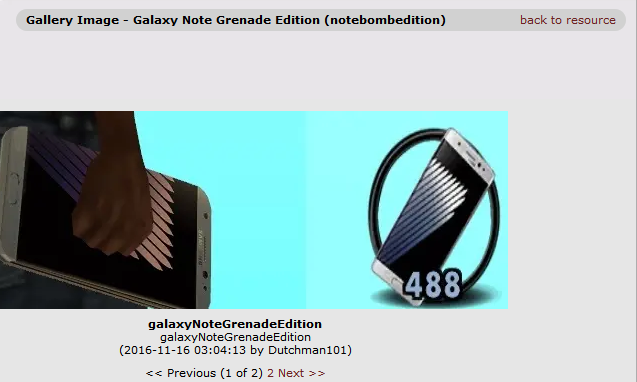 Gallery Image - Galaxy Note Grenade Edition (notebombedition) back to resource
488
galaxyNoteGrenadeEdition
galaxyNoteGrenadeEdition
(2016-11-16 03:04:13 by Dutchman101)
<< Previous (1 of 2) 2 Next >>